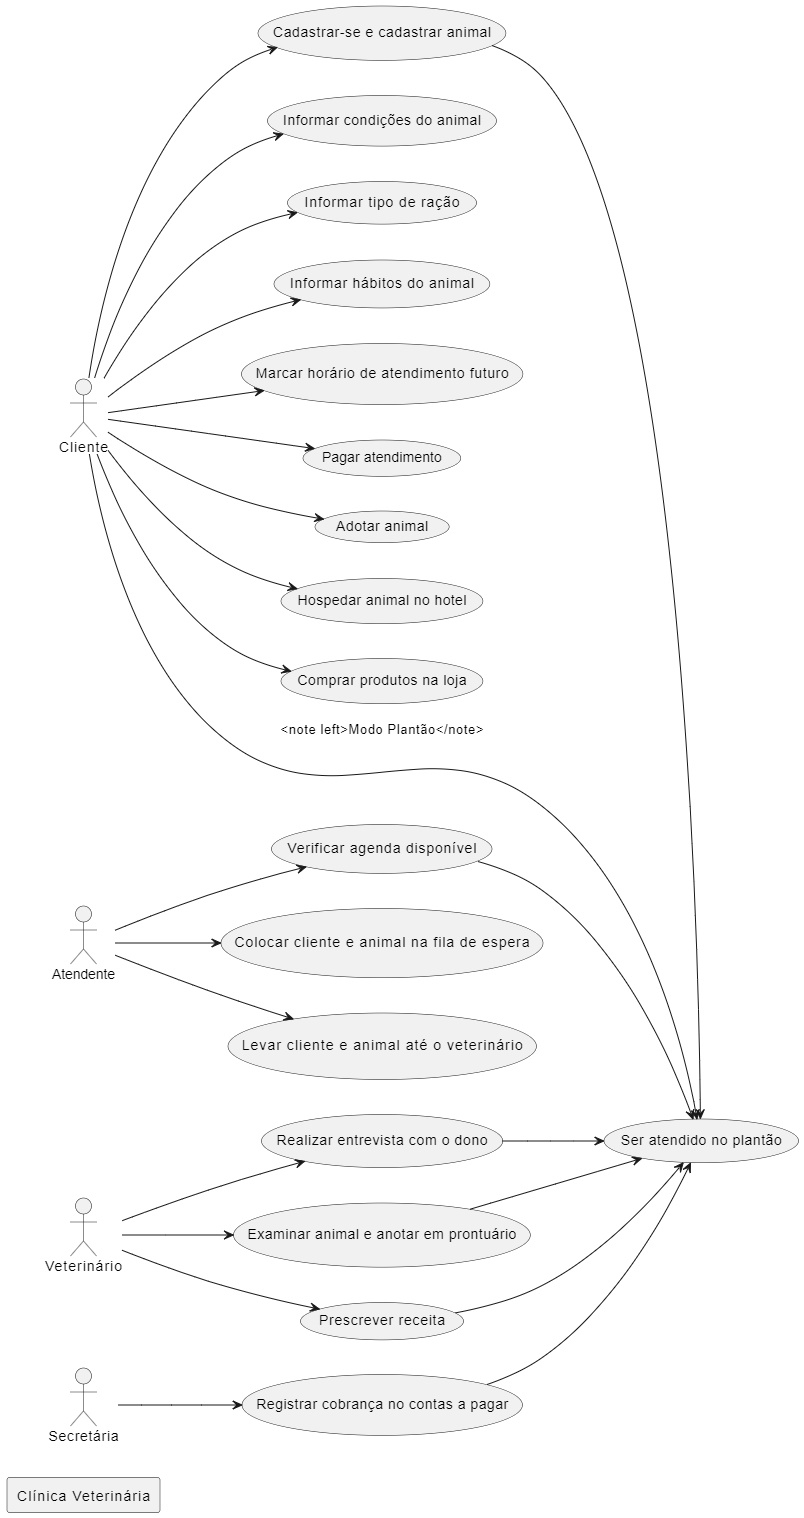 Cadastrar-se e cadastrar animal
Informar condições do animal
Informar tipo de ração
Informar hábitos do animal
Marcar horário de atendimento futuro
Cliente
Pagar atendimento
Adotar animal
Hospedar animal no hotel
Comprar produtos na loja
<note left>Modo Plantão</note>
Verificar agenda disponível
Colocar cliente e animal na fila de espera
Atendente
Levar cliente e animal até o veterinário
Realizar entrevista com o dono
Ser atendido no plantão
Examinar animal e anotar em prontuário
Veterinário
Prescrever receita
Registrar cobrança no contas a pagar
Secretária
Clínica Veterinária